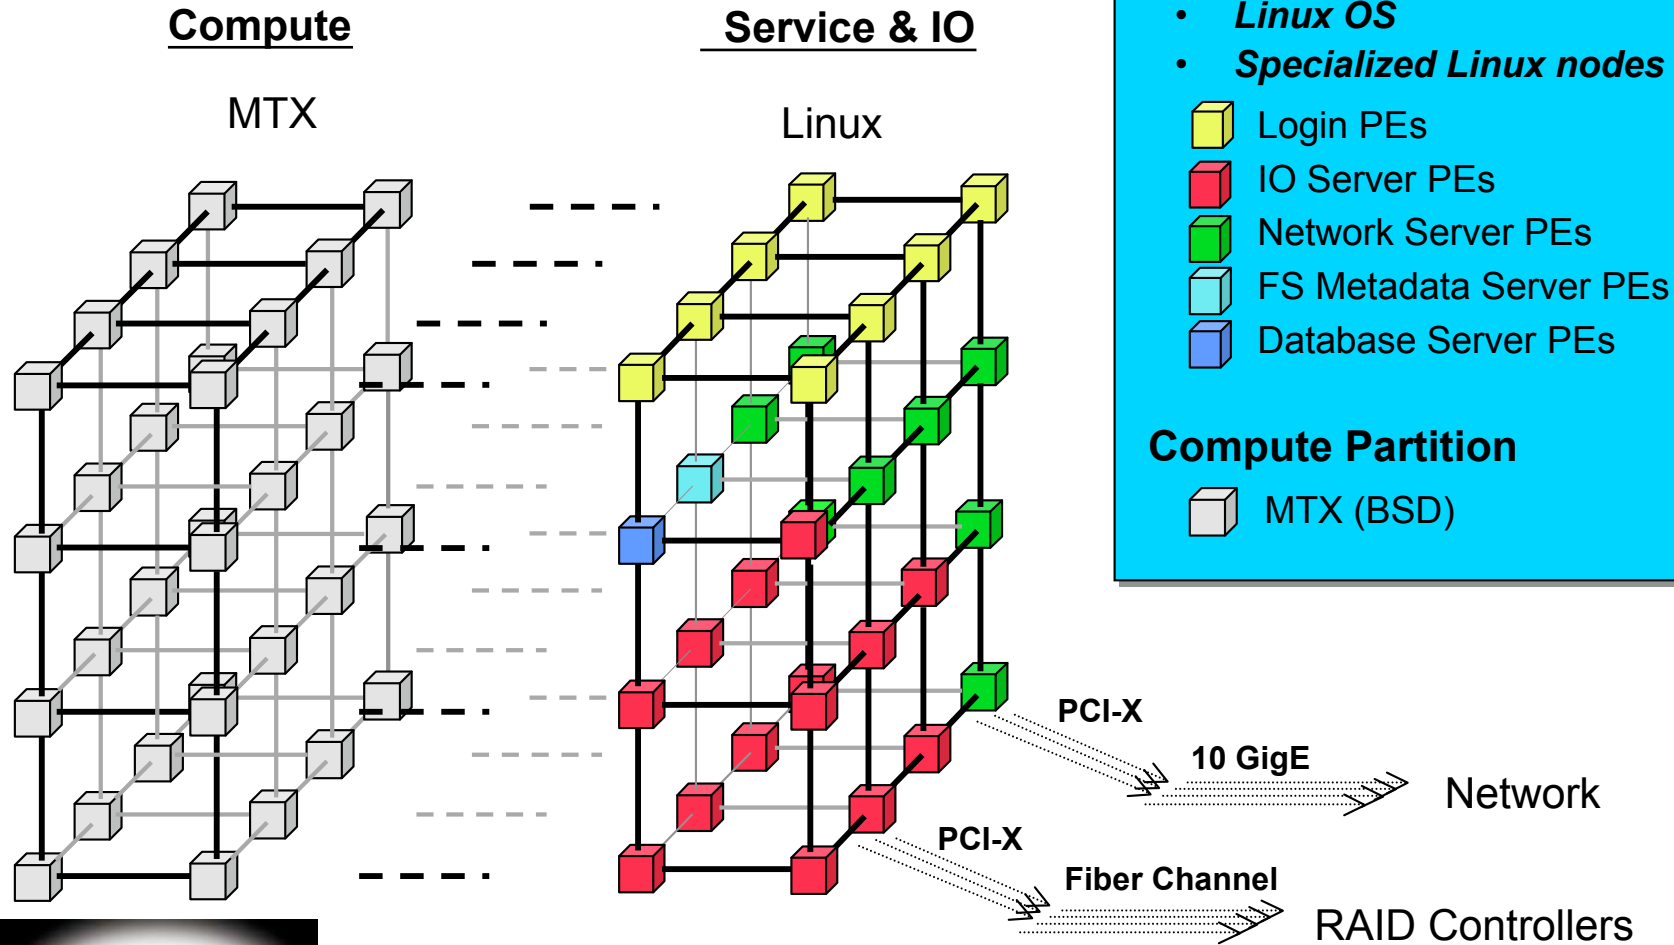 Compute
Service & IO
MTX
Linux
• Linux OS
• Specialized Linux nodes
Login PEs
IO Server PEs
Network Server PEs
FS Metadata Server PEs
Database Server PEs
Compute Partition
MTX (BSD)
PCI-X
10 GigE
Network
PCI-X
Fiber Channel
RAID Controllers